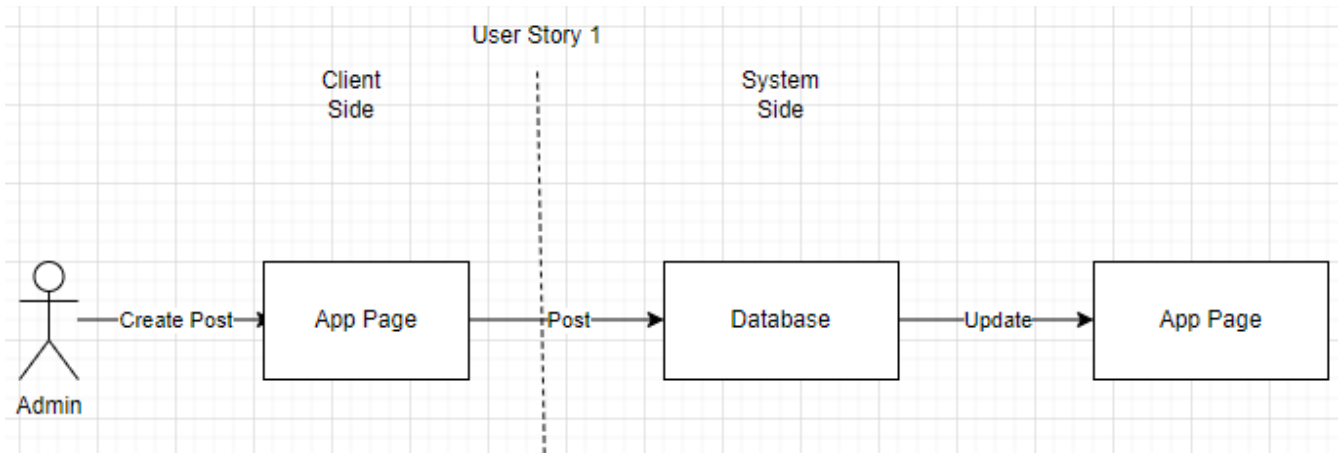 User Story 1
Client
Side
System
Side
Create Post
App Page
Post
Database
Update
App Page
Admin